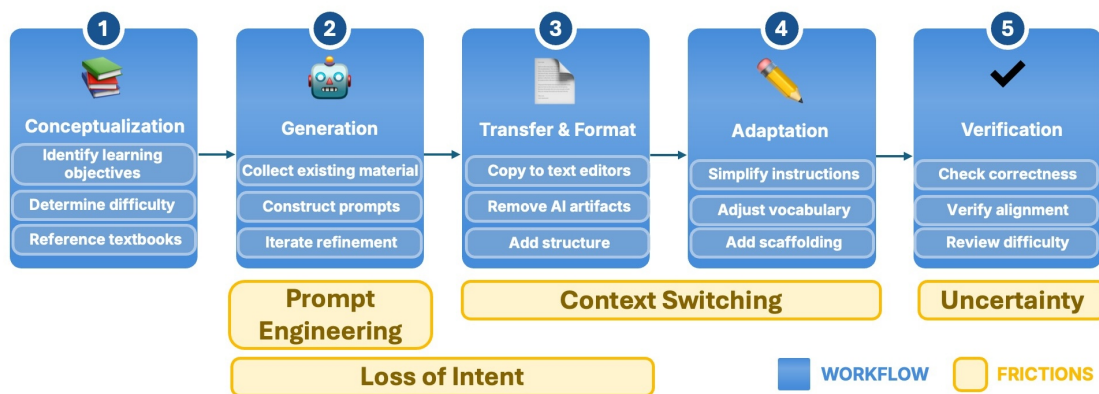 1
2
3
4
5
Conceptualization
Identify learning
objectives
Determine difficulty
Reference textbooks
Generation
Collect existing material
Construct prompts
Iterate refinement
Transfer & Format
Copy to text editors
Remove AI artifacts
Add structure
Adaptation
Simplify instructions
Adjust vocabulary
Add scaffolding
Verification
Check correctness
Verify alignment
Review difficulty
Prompt
Engineering
Context Switching
Uncertainty
Loss of Intent
WORKFLOW
FRICTIONS